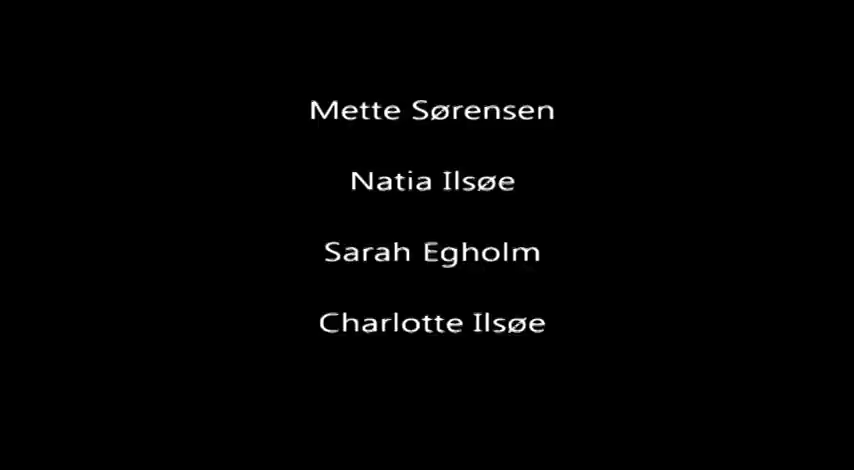 Mette Sørensen
Natia Ilsøe
Sarah Egholm
Charlotte Ilsøe